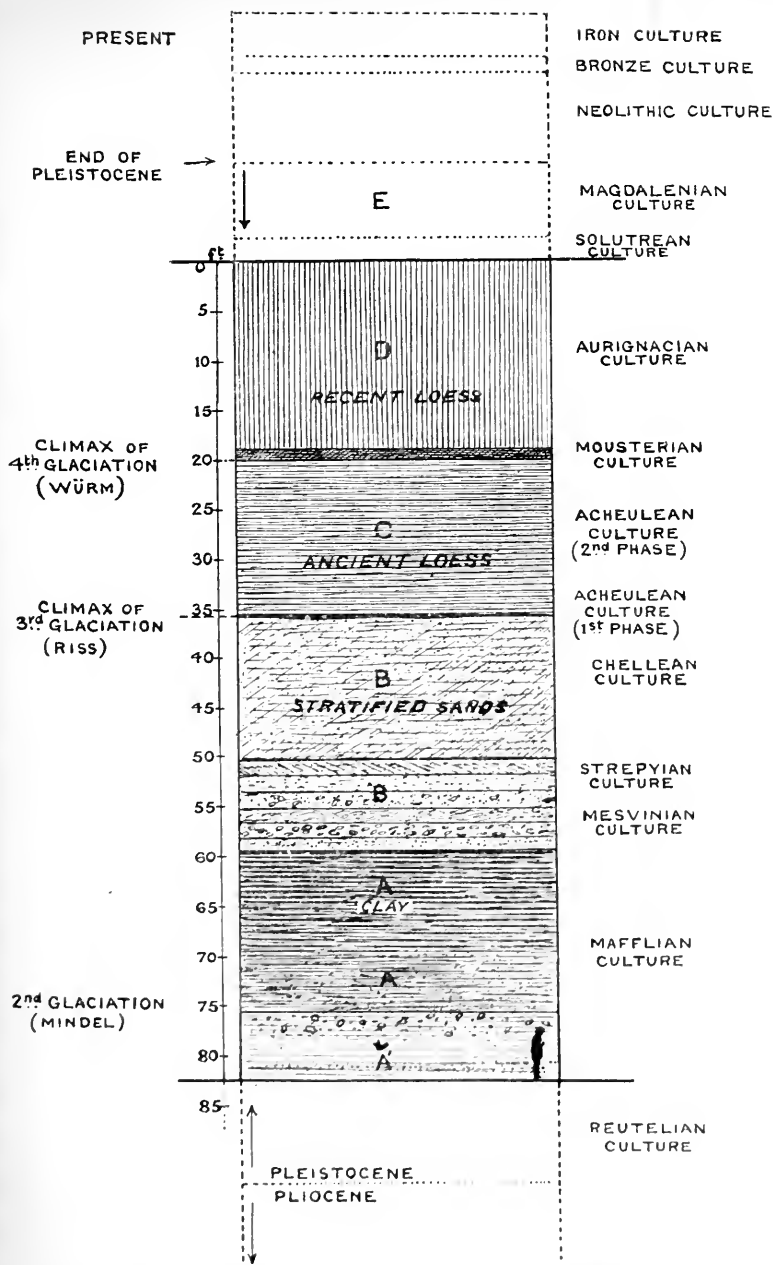 PRESENT
IRON CULTURE
BRONZE CULTURE
NEOLITHIC CULTURE
END OF
PLEISTOCENE
E
MAGDALENIAN
CULTURE
SOLUTREAN
CULTURE
ft
0
5
10
15
20
25
30
35
40
45
50
55
60
65
70
75
80
85
D
RECENT LOESS
AURIGNACIAN
CULTURE
CLIMAX OF
4th GLACIATION
(WÜRM)
MOUSTERIAN
CULTURE
C
ANCIENT LOESS
ACHEULEAN
CULTURE
(2nd PHASE)
CLIMAX OF
3rd GLACIATION
(RISS)
ACHEULEAN
CULTURE
(1st PHASE)
B
STRATIFIED SANDS
CHELLEAN
CULTURE
STREPYIAN
CULTURE
B
MESVINIAN
CULTURE
A
CLAY
MAFFLIAN
CULTURE
A
2nd GLACIATION
(MINDEL)
A
REUTELIAN
CULTURE
PLEISTOCENE
PLIOCENE